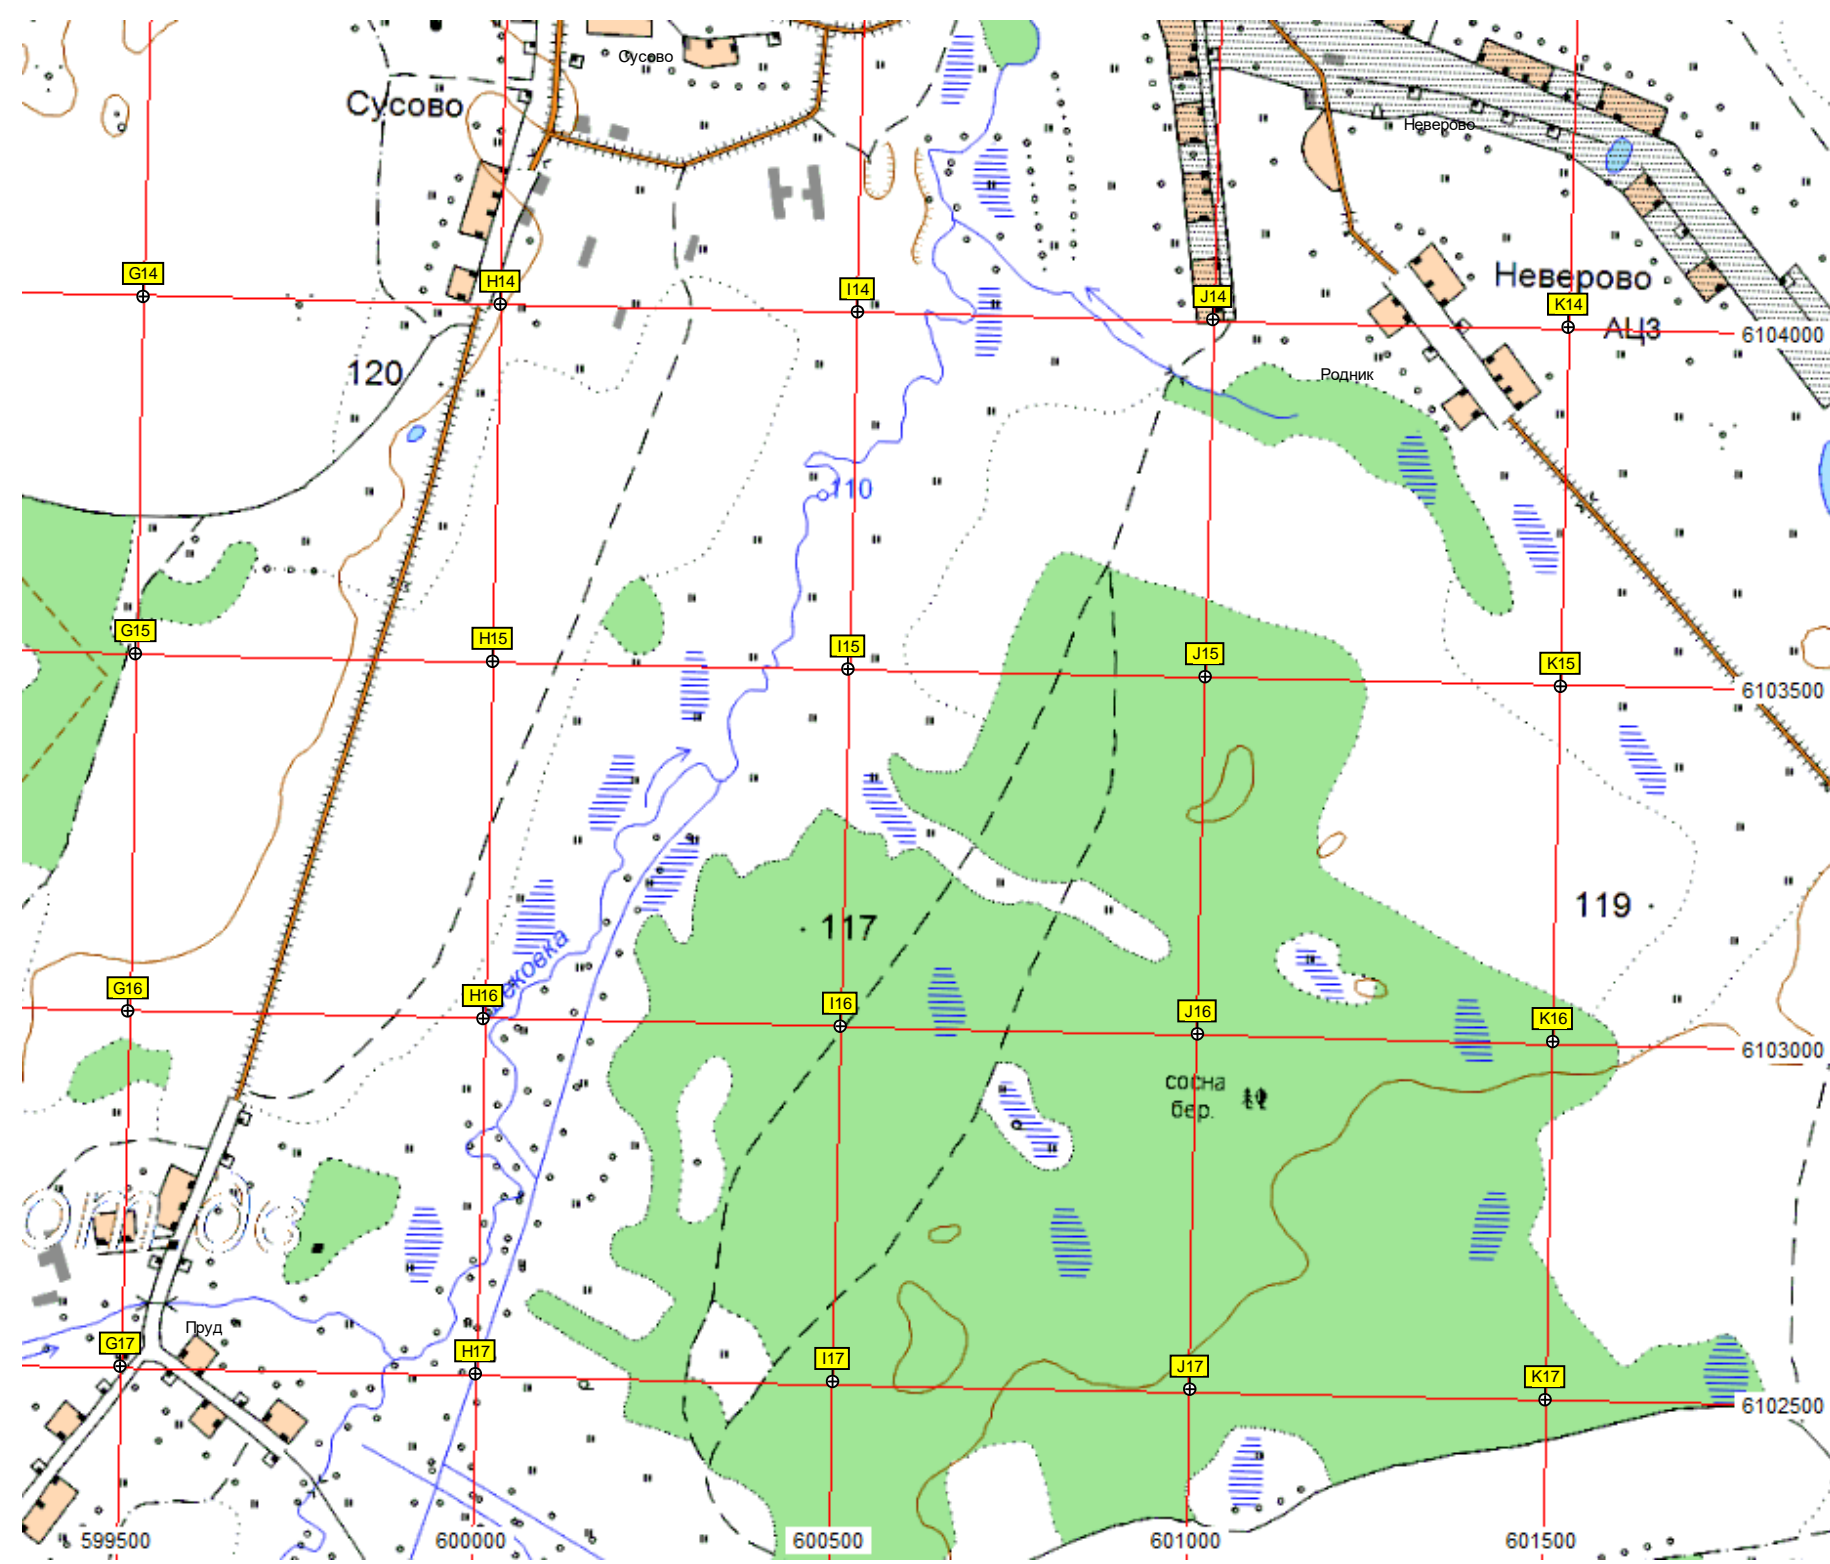 Сусово
Сусово
Неверово
G14
H14
I14
J14
K14
Неверово
АЦЗ
6104000
120
Родник
110
G15
H15
I15
J15
K15
6103500
117
119
G16
H16
I16
J16
K16
6103000
сосна
бер.
Пруд
G17
H17
I17
J17
K17
6102500
599500
600000
600500
601000
601500